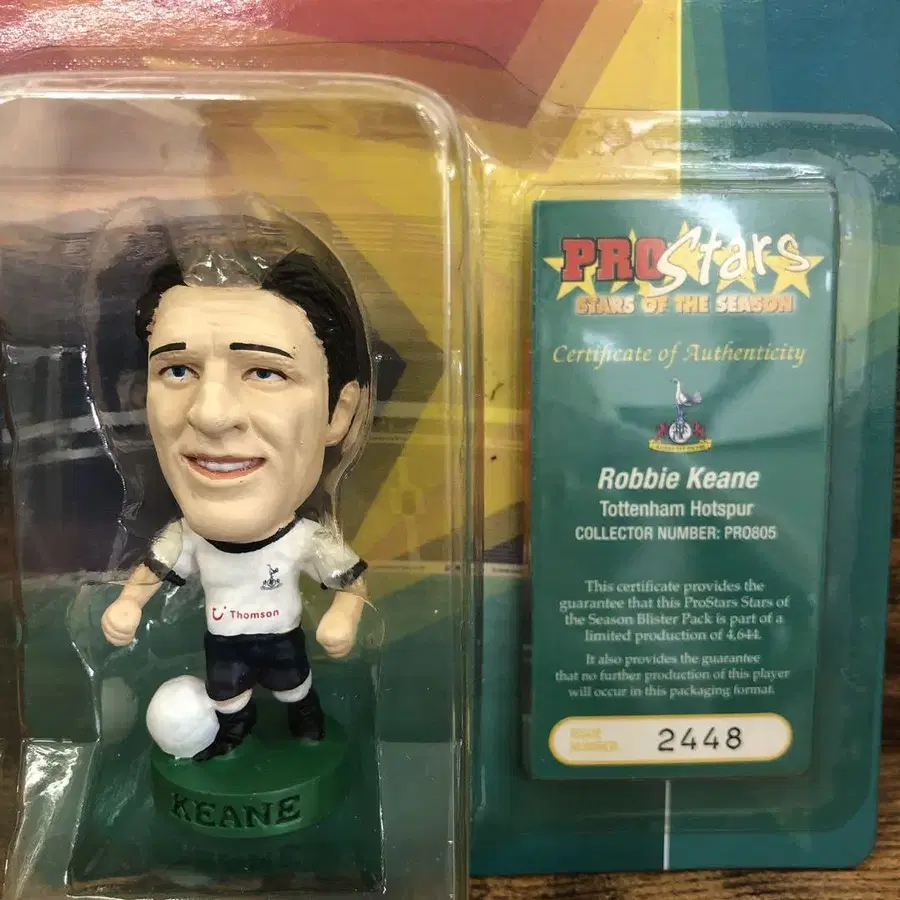 PROStars
STARS OF THE SEASON
Certificate of Authenticity
Robbie Keane
Tottenham Hotspur
COLLECTOR NUMBER: PRO805
This certificate provides the
guarantee that this ProStars Stars of
the Season Blister Pack is part of a
limited production of 4,644.
It also provides the guarantee
that no further production of this player
will occur in this packaging format.
ISSUE
NUMBER
2448
Thomson
KEANE